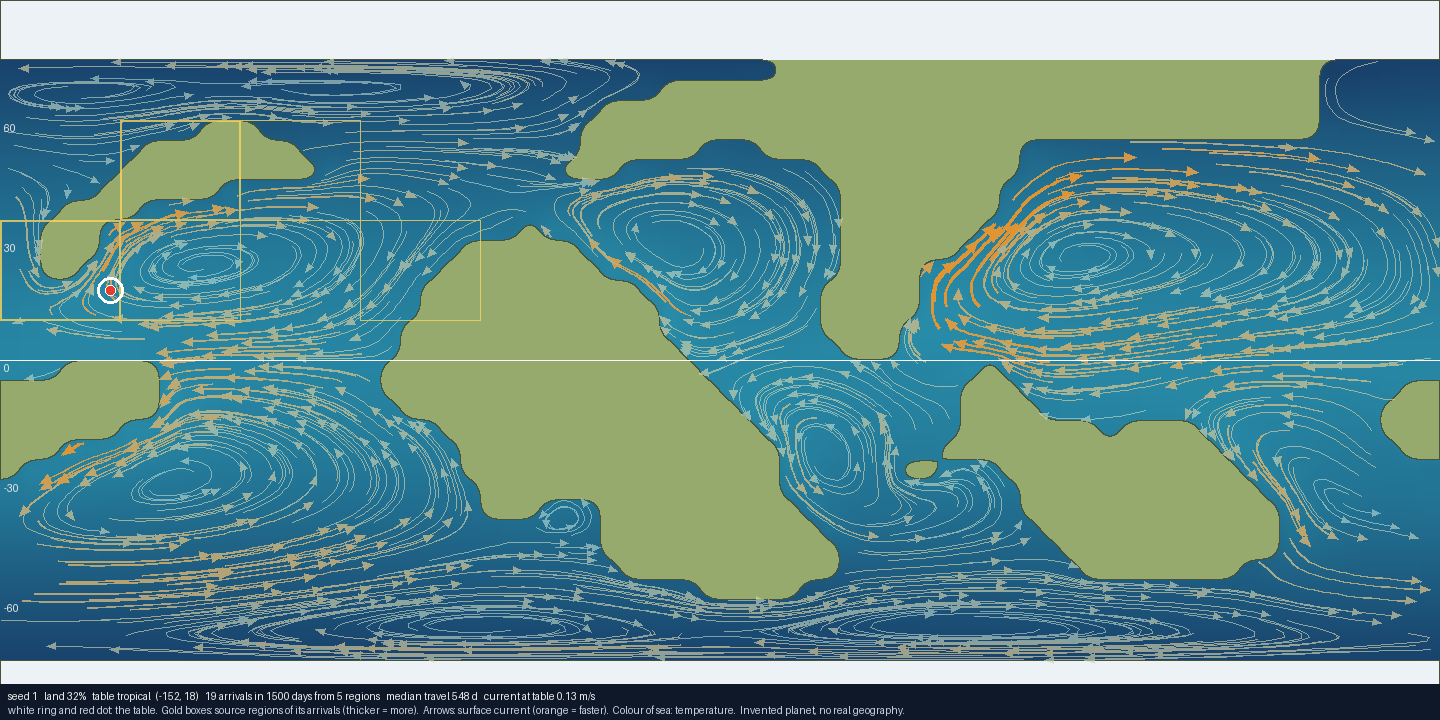 60
30
0
-30
-60
seed 1 land 32% table tropical (-152, 18) 19 arrivals in 1500 days from 5 regions median travel 548 d current at table 0.13 m/s
white ring and red dot: the table. Gold boxes: source regions of its arrivals (thicker = more). Arrows: surface current (orange = faster). Colour of sea: temperature. Invented planet, no real geography.